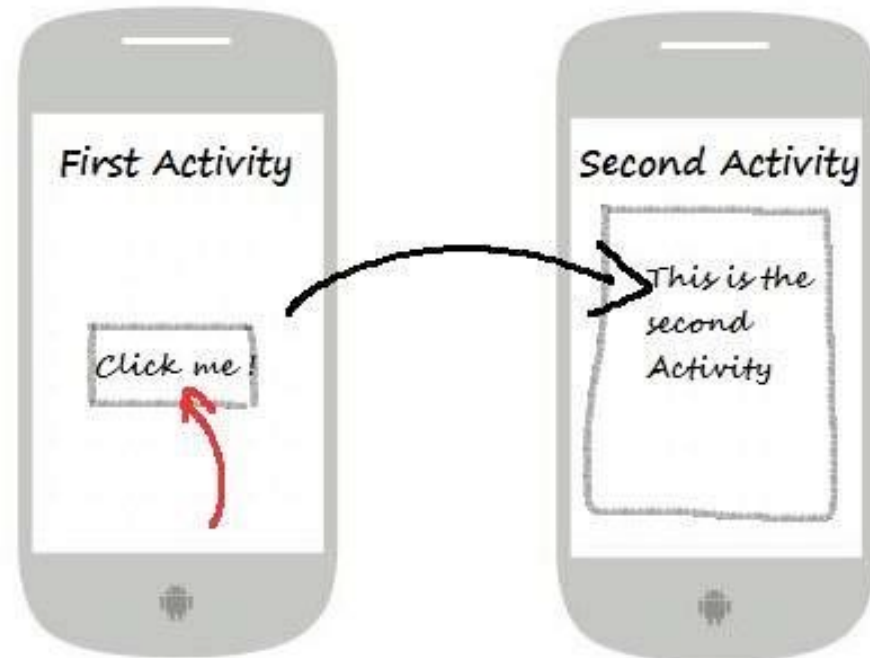 First Activity
Click me !
Second Activity
This is the
second
Activity